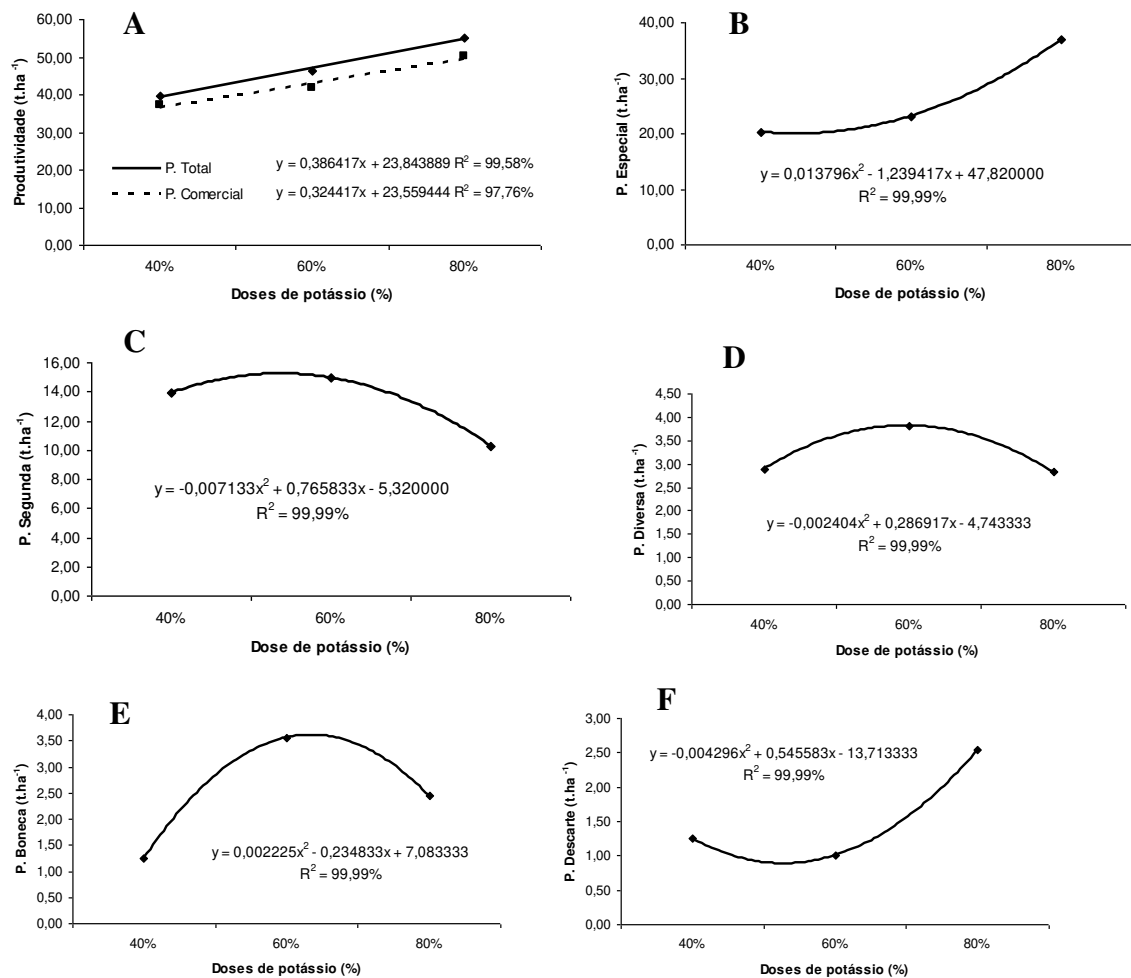 A
Produtividade (t.ha⁻¹)
60,00
50,00
40,00
30,00
20,00
10,00
0,00
P. Total
y = 0,386417x + 23,843889 R² = 99,58%
P. Comercial
y = 0,324417x + 23,559444 R² = 97,76%
40%
60%
80%
Doses de potássio (%)
B
P. Especial (t.ha⁻¹)
40,00
30,00
20,00
10,00
0,00
y = 0,013796x² - 1,239417x + 47,820000
R² = 99,99%
40%
60%
80%
Dose de potássio (%)
C
P. Segunda (t.ha⁻¹)
16,00
14,00
12,00
10,00
8,00
6,00
4,00
2,00
0,00
y = -0,007133x² + 0,765833x - 5,320000
R² = 99,99%
40%
60%
80%
Dose de potássio (%)
D
P. Diversa (t.ha⁻¹)
4,50
4,00
3,50
3,00
2,50
2,00
1,50
1,00
0,50
0,00
y = -0,002404x² + 0,286917x - 4,743333
R² = 99,99%
40%
60%
80%
Dose de potássio (%)
E
P. Boneca (t.ha⁻¹)
4,00
3,50
3,00
2,50
2,00
1,50
1,00
0,50
0,00
y = 0,002225x² - 0,234833x + 7,083333
R² = 99,99%
40%
60%
80%
Doses de potássio (%)
F
P. Descarte (t.ha⁻¹)
3,00
2,50
2,00
1,50
1,00
0,50
0,00
y = -0,004296x² + 0,545583x - 13,713333
R² = 99,99%
40%
60%
80%
Doses de potássio (%)